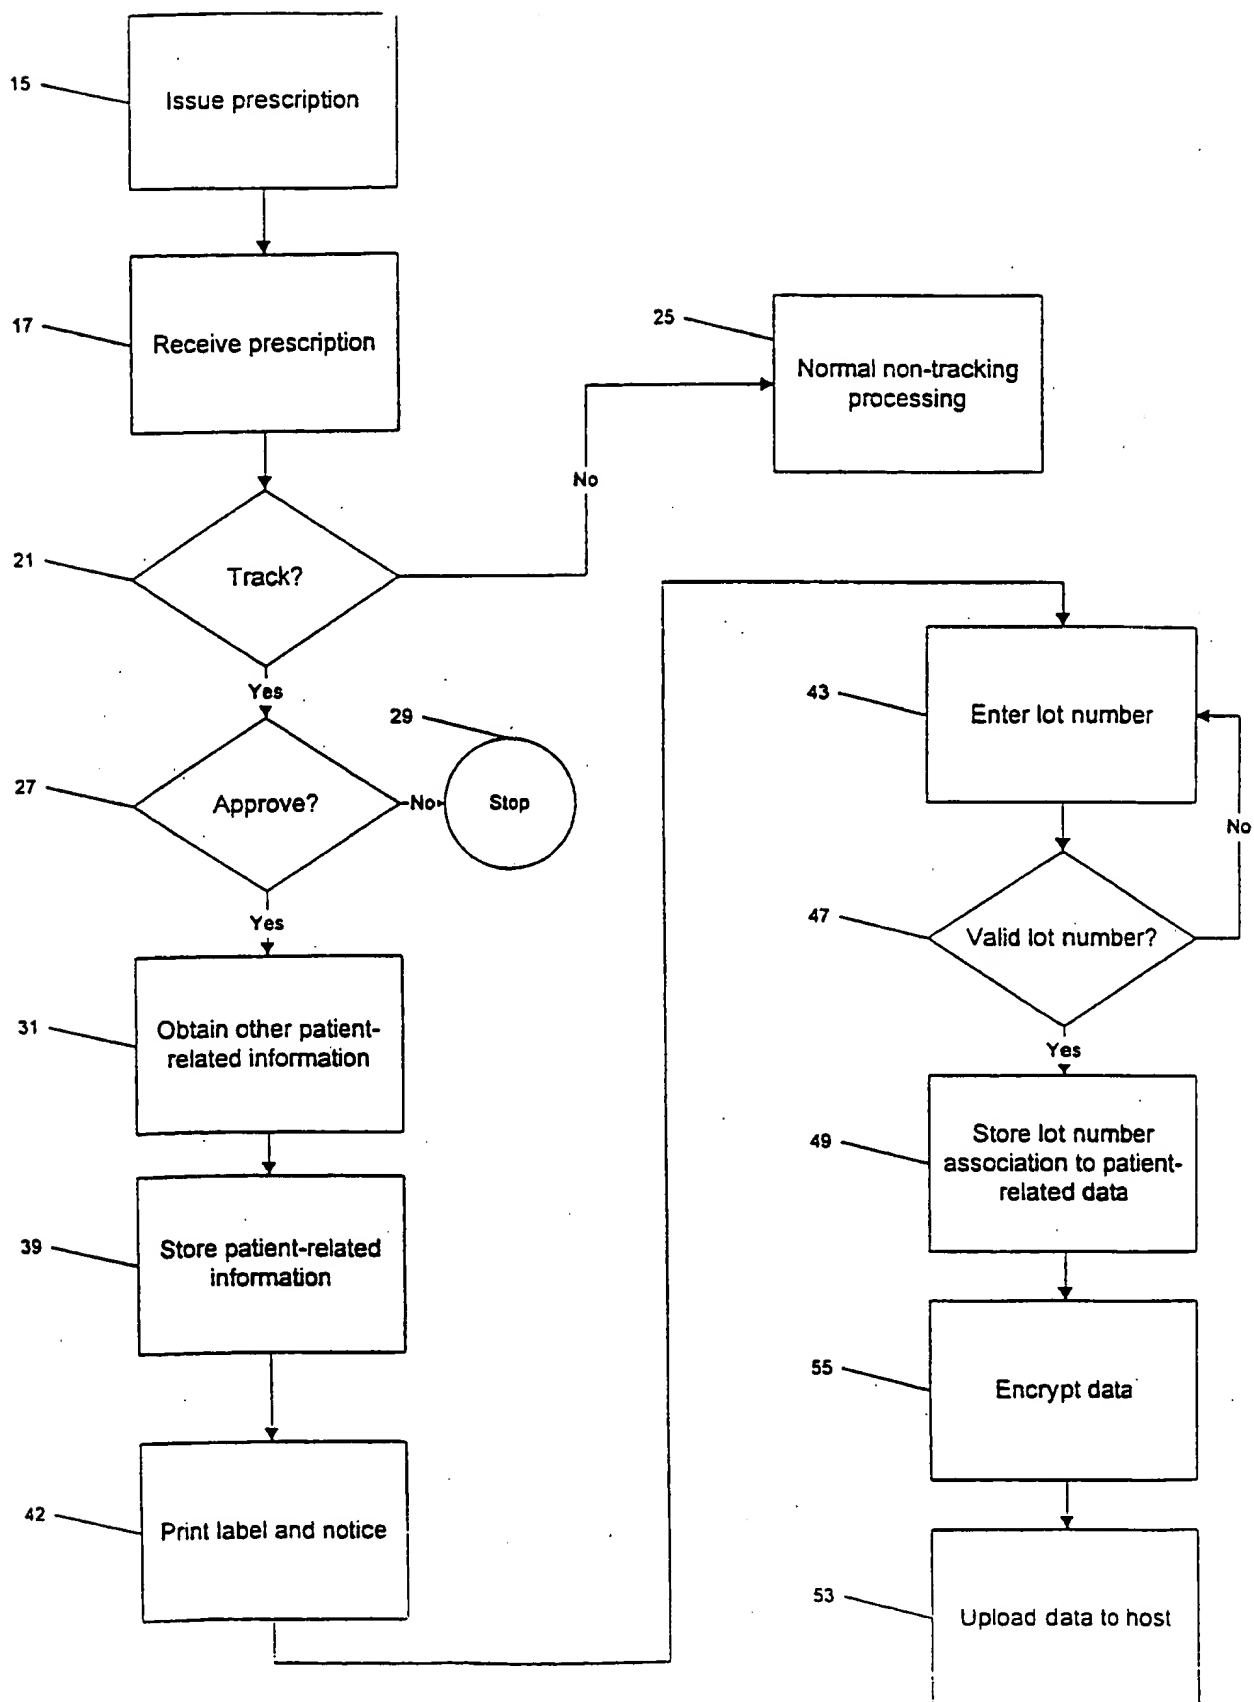 15
Issue prescription
17
Receive prescription
25
Normal non-tracking
processing
No
21
Track?
Yes
29
27
Approve?
No
Stop
Yes
31
Obtain other patient-
related information
39
Store patient-related
information
42
Print label and notice
43
Enter lot number
No
47
Valid lot number?
Yes
49
Store lot number
association to patient-
related data
55
Encrypt data
53
Upload data to host